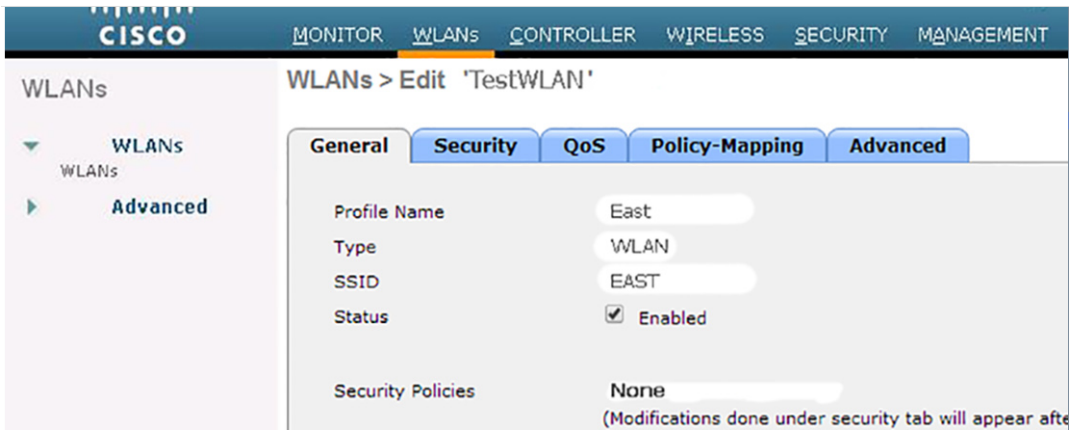 CISCO
MONITOR WLANs CONTROLLER WIRELESS SECURITY MANAGEMENT
WLANs
WLANs > Edit 'TestWLAN'
WLANs
WLANs
Advanced
General Security QoS Policy-Mapping Advanced
Profile Name East
Type WLAN
SSID EAST
Status Enabled
Security Policies None
(Modifications done under security tab will appear afte